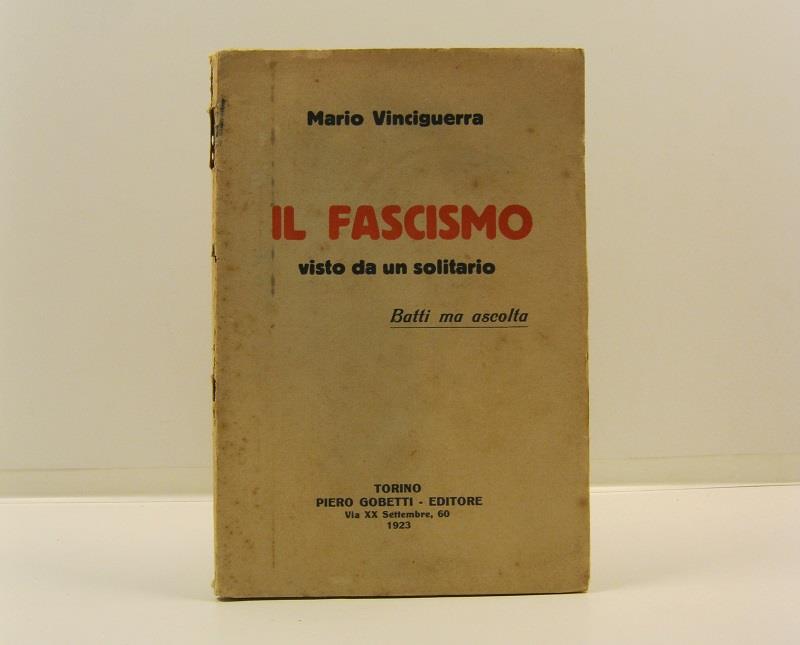 Mario Vinciguerra
IL FASCISMO
visto da un solitario
Batti ma ascolta
TORINO
PIERO GOBETTI - EDITORE
Via XX Settembre, 60
1923